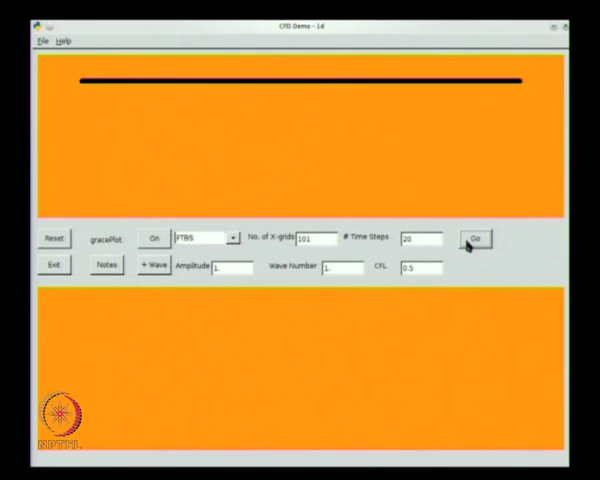 CFD Demo - 1d
File Help
Reset gracePlot On FTBS No. of X-grids 101 # Time Steps 20 Go
Exit Notes + Wave Amplitude 1. Wave Number 1. CFL 0.5
NPTEL